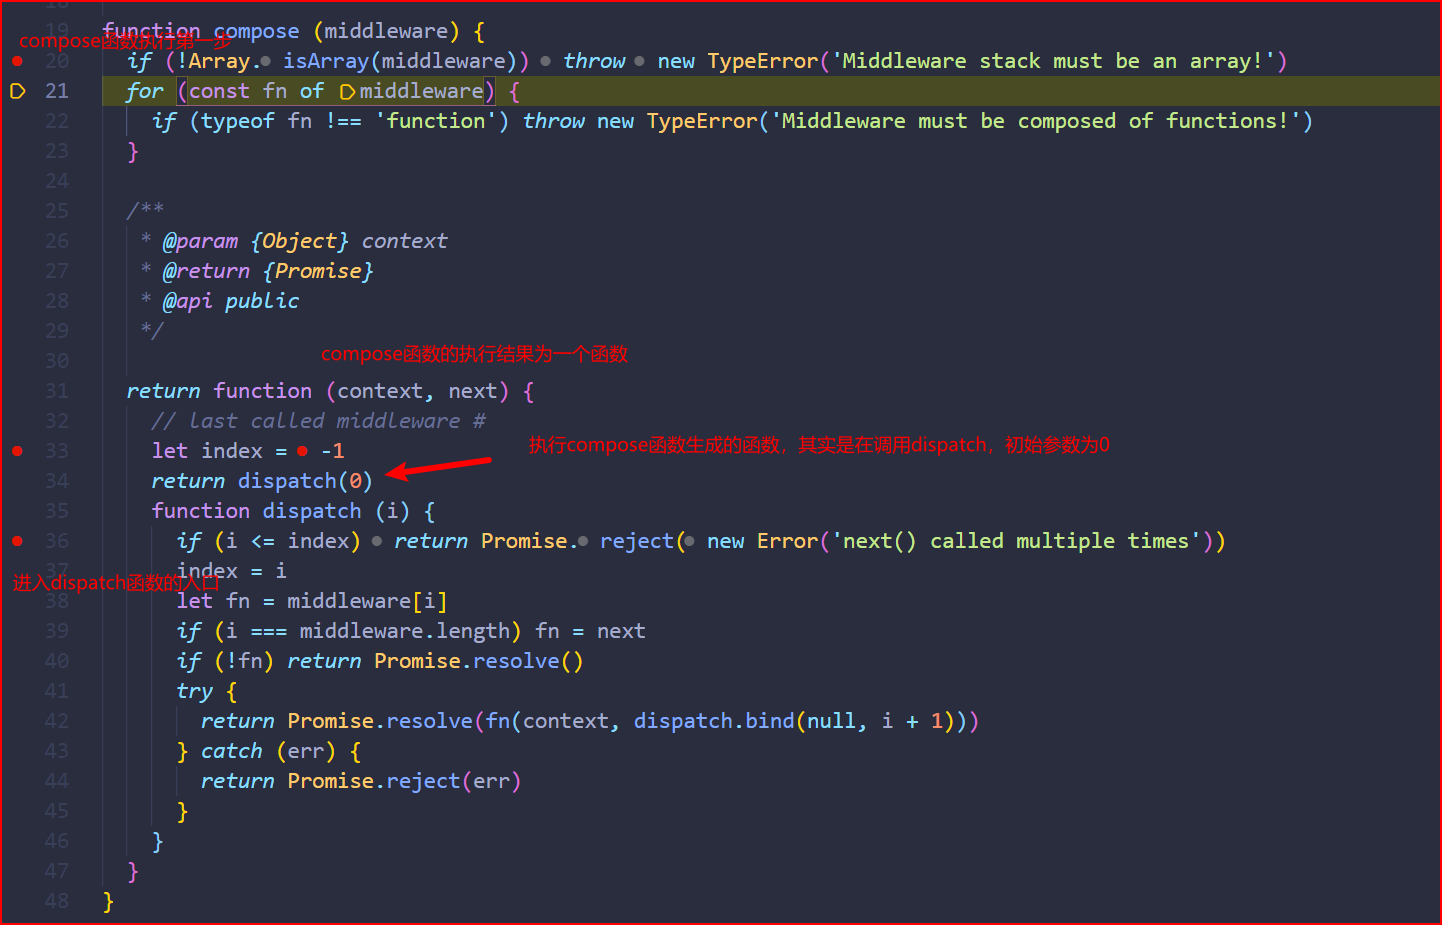 18
19 function compose (middleware) {
compose函数执行第一步
20 if (!Array. isArray(middleware)) throw new TypeError('Middleware stack must be an array!')
21 for (const fn of middleware) {
22 if (typeof fn !== 'function') throw new TypeError('Middleware must be composed of functions!')
23 }
24
25 /**
26 * @param {Object} context
27 * @return {Promise}
28 * @api public
29 */
compose函数的执行结果为一个函数
30
31 return function (context, next) {
32 // last called middleware #
执行compose函数生成的函数，其实是在调用dispatch，初始参数为0
33 let index = -1
34 return dispatch(0)
35 function dispatch (i) {
36 if (i <= index) return Promise. reject( new Error('next() called multiple times'))
37 index = i
进入dispatch函数的入口
38 let fn = middleware[i]
39 if (i === middleware.length) fn = next
40 if (!fn) return Promise.resolve()
41 try {
42 return Promise.resolve(fn(context, dispatch.bind(null, i + 1)))
43 } catch (err) {
44 return Promise.reject(err)
45 }
46 }
47 }
48 }